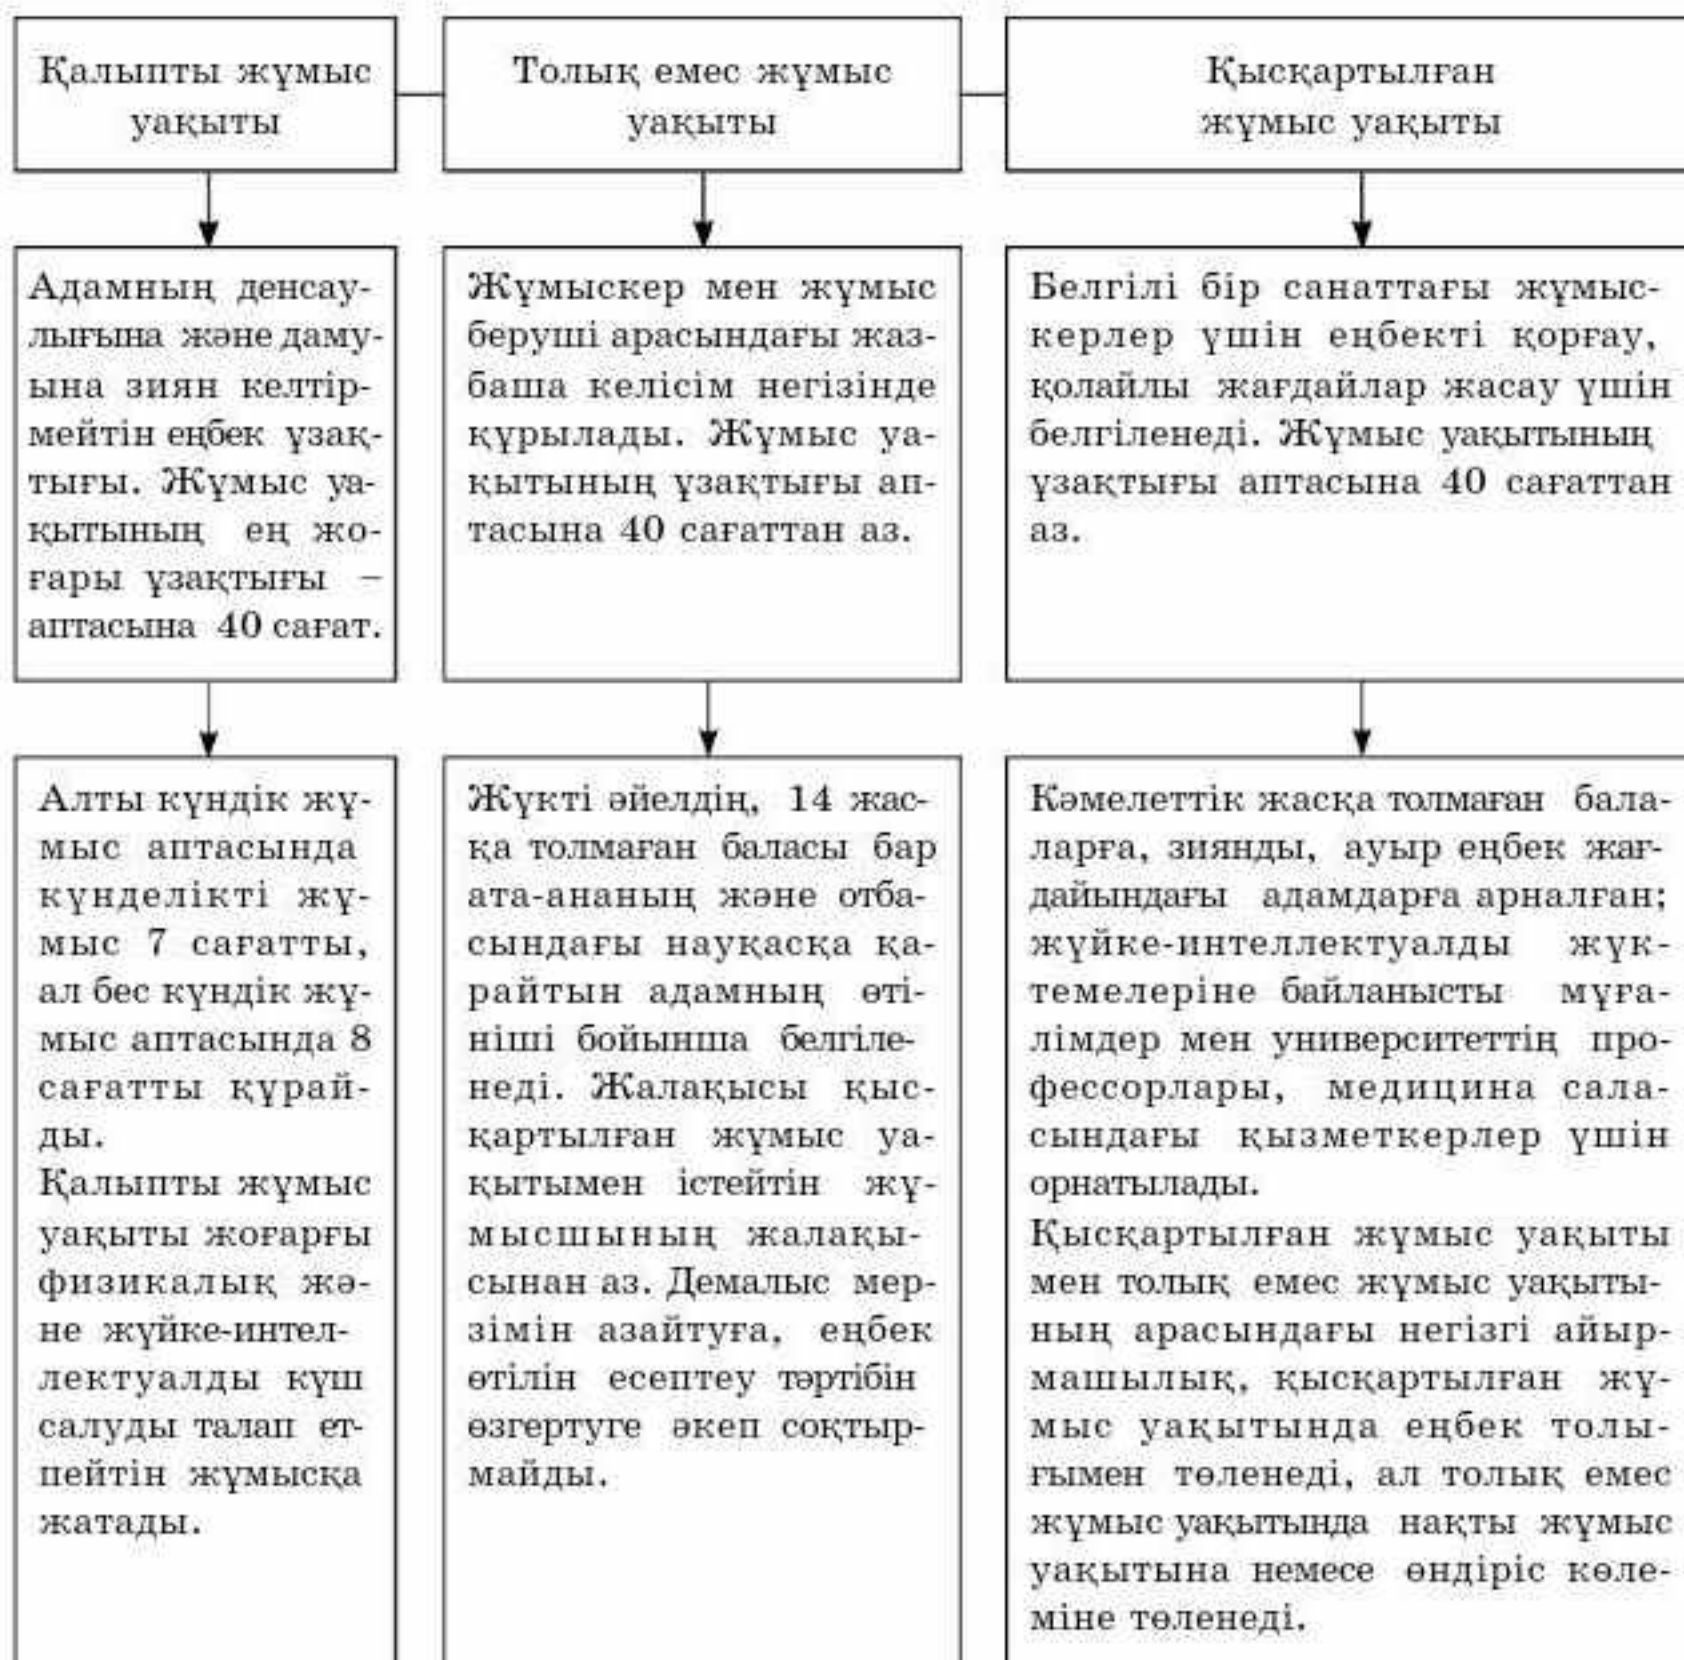 Қалыпты жұмыс
уақыты
Толық емес жұмыс
уақыты
Қысқартылған
жұмыс уақыты
Адамның денсау-
лығына және даму-
ына зиян келтір-
мейтін еңбек ұзақ-
тығы. Жұмыс уа-
қытының ең жо-
ғары ұзақтығы –
аптасына 40 сағат.
Жұмыскер мен жұмыс
беруші арасындағы жаз-
баша келісім негізінде
құрылады. Жұмыс уа-
қытының ұзақтығы ап-
тасына 40 сағаттан аз.
Белгілі бір санаттағы жұмыс-
керлер үшін еңбекті қорғау,
қолайлы жағдайлар жасау үшін
белгіленеді. Жұмыс уақытының
ұзақтығы аптасына 40 сағаттан
аз.
Алты күндік жұ-
мыс аптасында
күнделікті жұ-
мыс 7 сағатты,
ал бес күндік жұ-
мыс аптасында 8
сағатты құрай-
ды.
Қалыпты жұмыс
уақыты жоғарғы
физикалық жә-
не жүйке-интел-
лектуалды күш
салуды талап ет-
пейтін жұмысқа
жатады.
Жүкті әйелдің, 14 жас-
қа толмаған баласы бар
ата-ананың және отба-
сындағы науқасқа қа-
райтын адамның өті-
ніші бойынша белгіле-
неді. Жалақысы қыс-
қартылған жұмыс уа-
қытымен істейтін жұ-
мысшының жалақы-
сынан аз. Демалыс мер-
зімін азайтуға, еңбек
өтілін есептеу тәртібін
өзгертуге әкеп соқтыр-
майды.
Кәмелеттік жасқа толмаған бала-
ларға, зиянды, ауыр еңбек жағ-
дайындағы адамдарға арналған;
жүйке-интеллектуалды жүк-
темелеріне байланысты мұға-
лімдер мен университеттің про-
фессорлары, медицина сала-
сындағы қызметкерлер үшін
орнатылады.
Қысқартылған жұмыс уақыты
мен толық емес жұмыс уақыты-
ның арасындағы негізгі айыр-
машылық, қысқартылған жұ-
мыс уақытында еңбек толы-
ғымен төленеді, ал толық емес
жұмыс уақытында нақты жұмыс
уақытына немесе өндіріс көле-
міне төленеді.